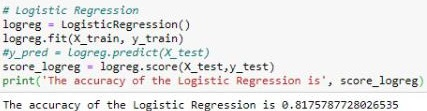 # Logistic Regression
logreg = LogisticRegression()
logreg.fit(X_train, y_train)
#y_pred = logreg.predict(X_test)
score_logreg = logreg.score(X_test,y_test)
print('The accuracy of the Logistic Regression is', score_logreg)
The accuracy of the Logistic Regression is 0.8175787728026535